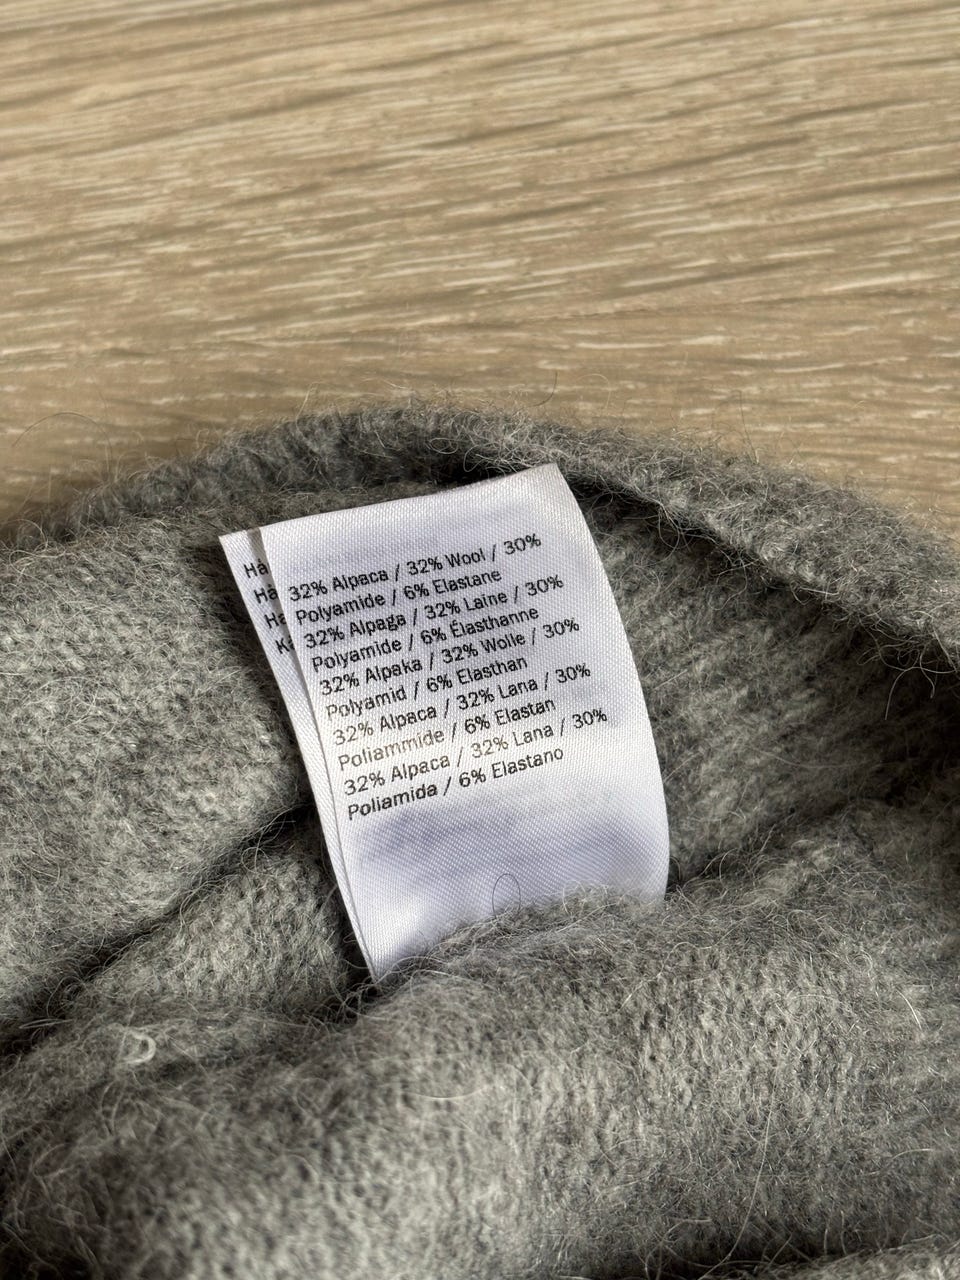 32% Alpaca / 32% Wool / 30%
Polyamide / 6% Elastane
32% Alpaga / 32% Laine / 30%
Polyamide / 6% Élasthanne
32% Alpaka / 32% Wolle / 30%
Polyamid / 6% Elasthan
32% Alpaca / 32% Lana / 30%
Poliammide / 6% Elastan
32% Alpaca / 32% Lana / 30%
Poliamida / 6% Elastano